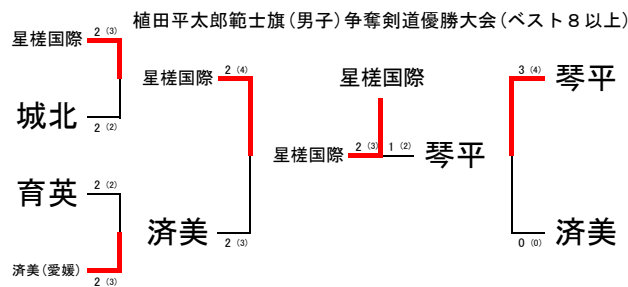 植田平太郎範士旗(男子)争奪剣道優勝大会(ベスト8以上)
星槎国際 2 (3)
城北 2 (2)
育英 2 (2)
済美(愛媛) 2 (3)
星槎国際 2 (4)
済美 2 (3)
星槎国際
星槎国際 2 (3) 1 (2) 琴平
3 (4) 琴平
0 (0) 済美